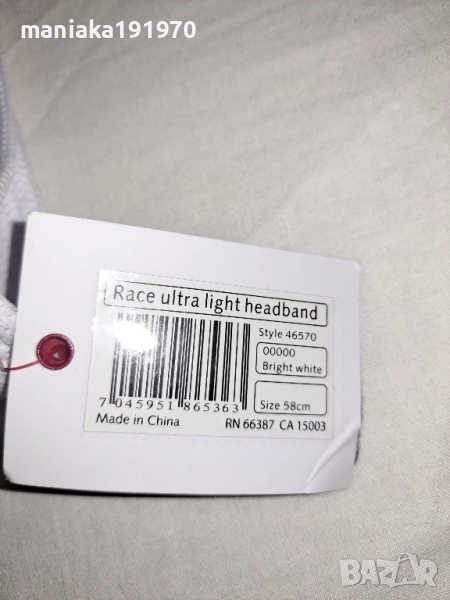 maniaka191970
Race ultra light headband
Style 46570
00000
Bright white
7 045951 865363
Size 58cm
Made in China
RN 66387 CA 15003
BAZAR